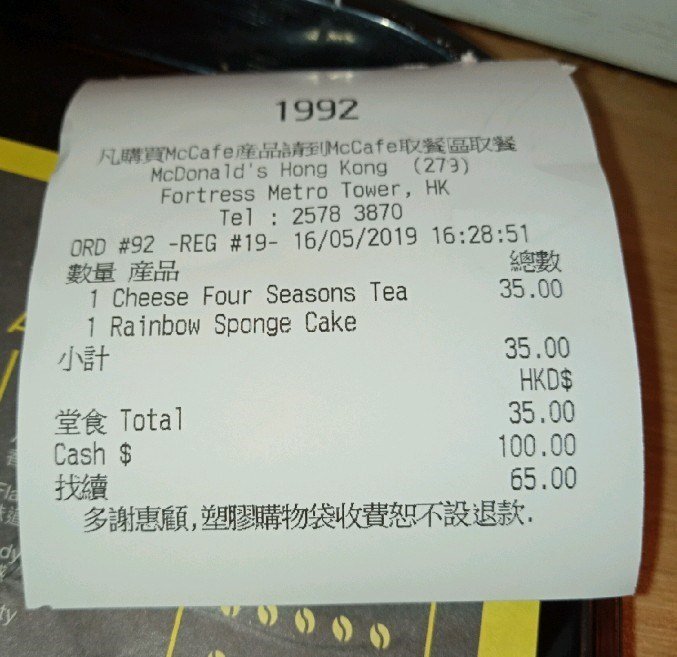 1992
凡購買McCafe產品請到McCafe取餐區取餐
McDonald's Hong Kong (273)
Fortress Metro Tower, HK
Tel : 2578 3870
ORD #92 -REG #19- 16/05/2019 16:28:51
數量 產品 總數
1 Cheese Four Seasons Tea 35.00
1 Rainbow Sponge Cake
小計 35.00
HKD$
堂食 Total 35.00
Cash $ 100.00
找續 65.00
多謝惠顧,塑膠購物袋收費恕不設退款.